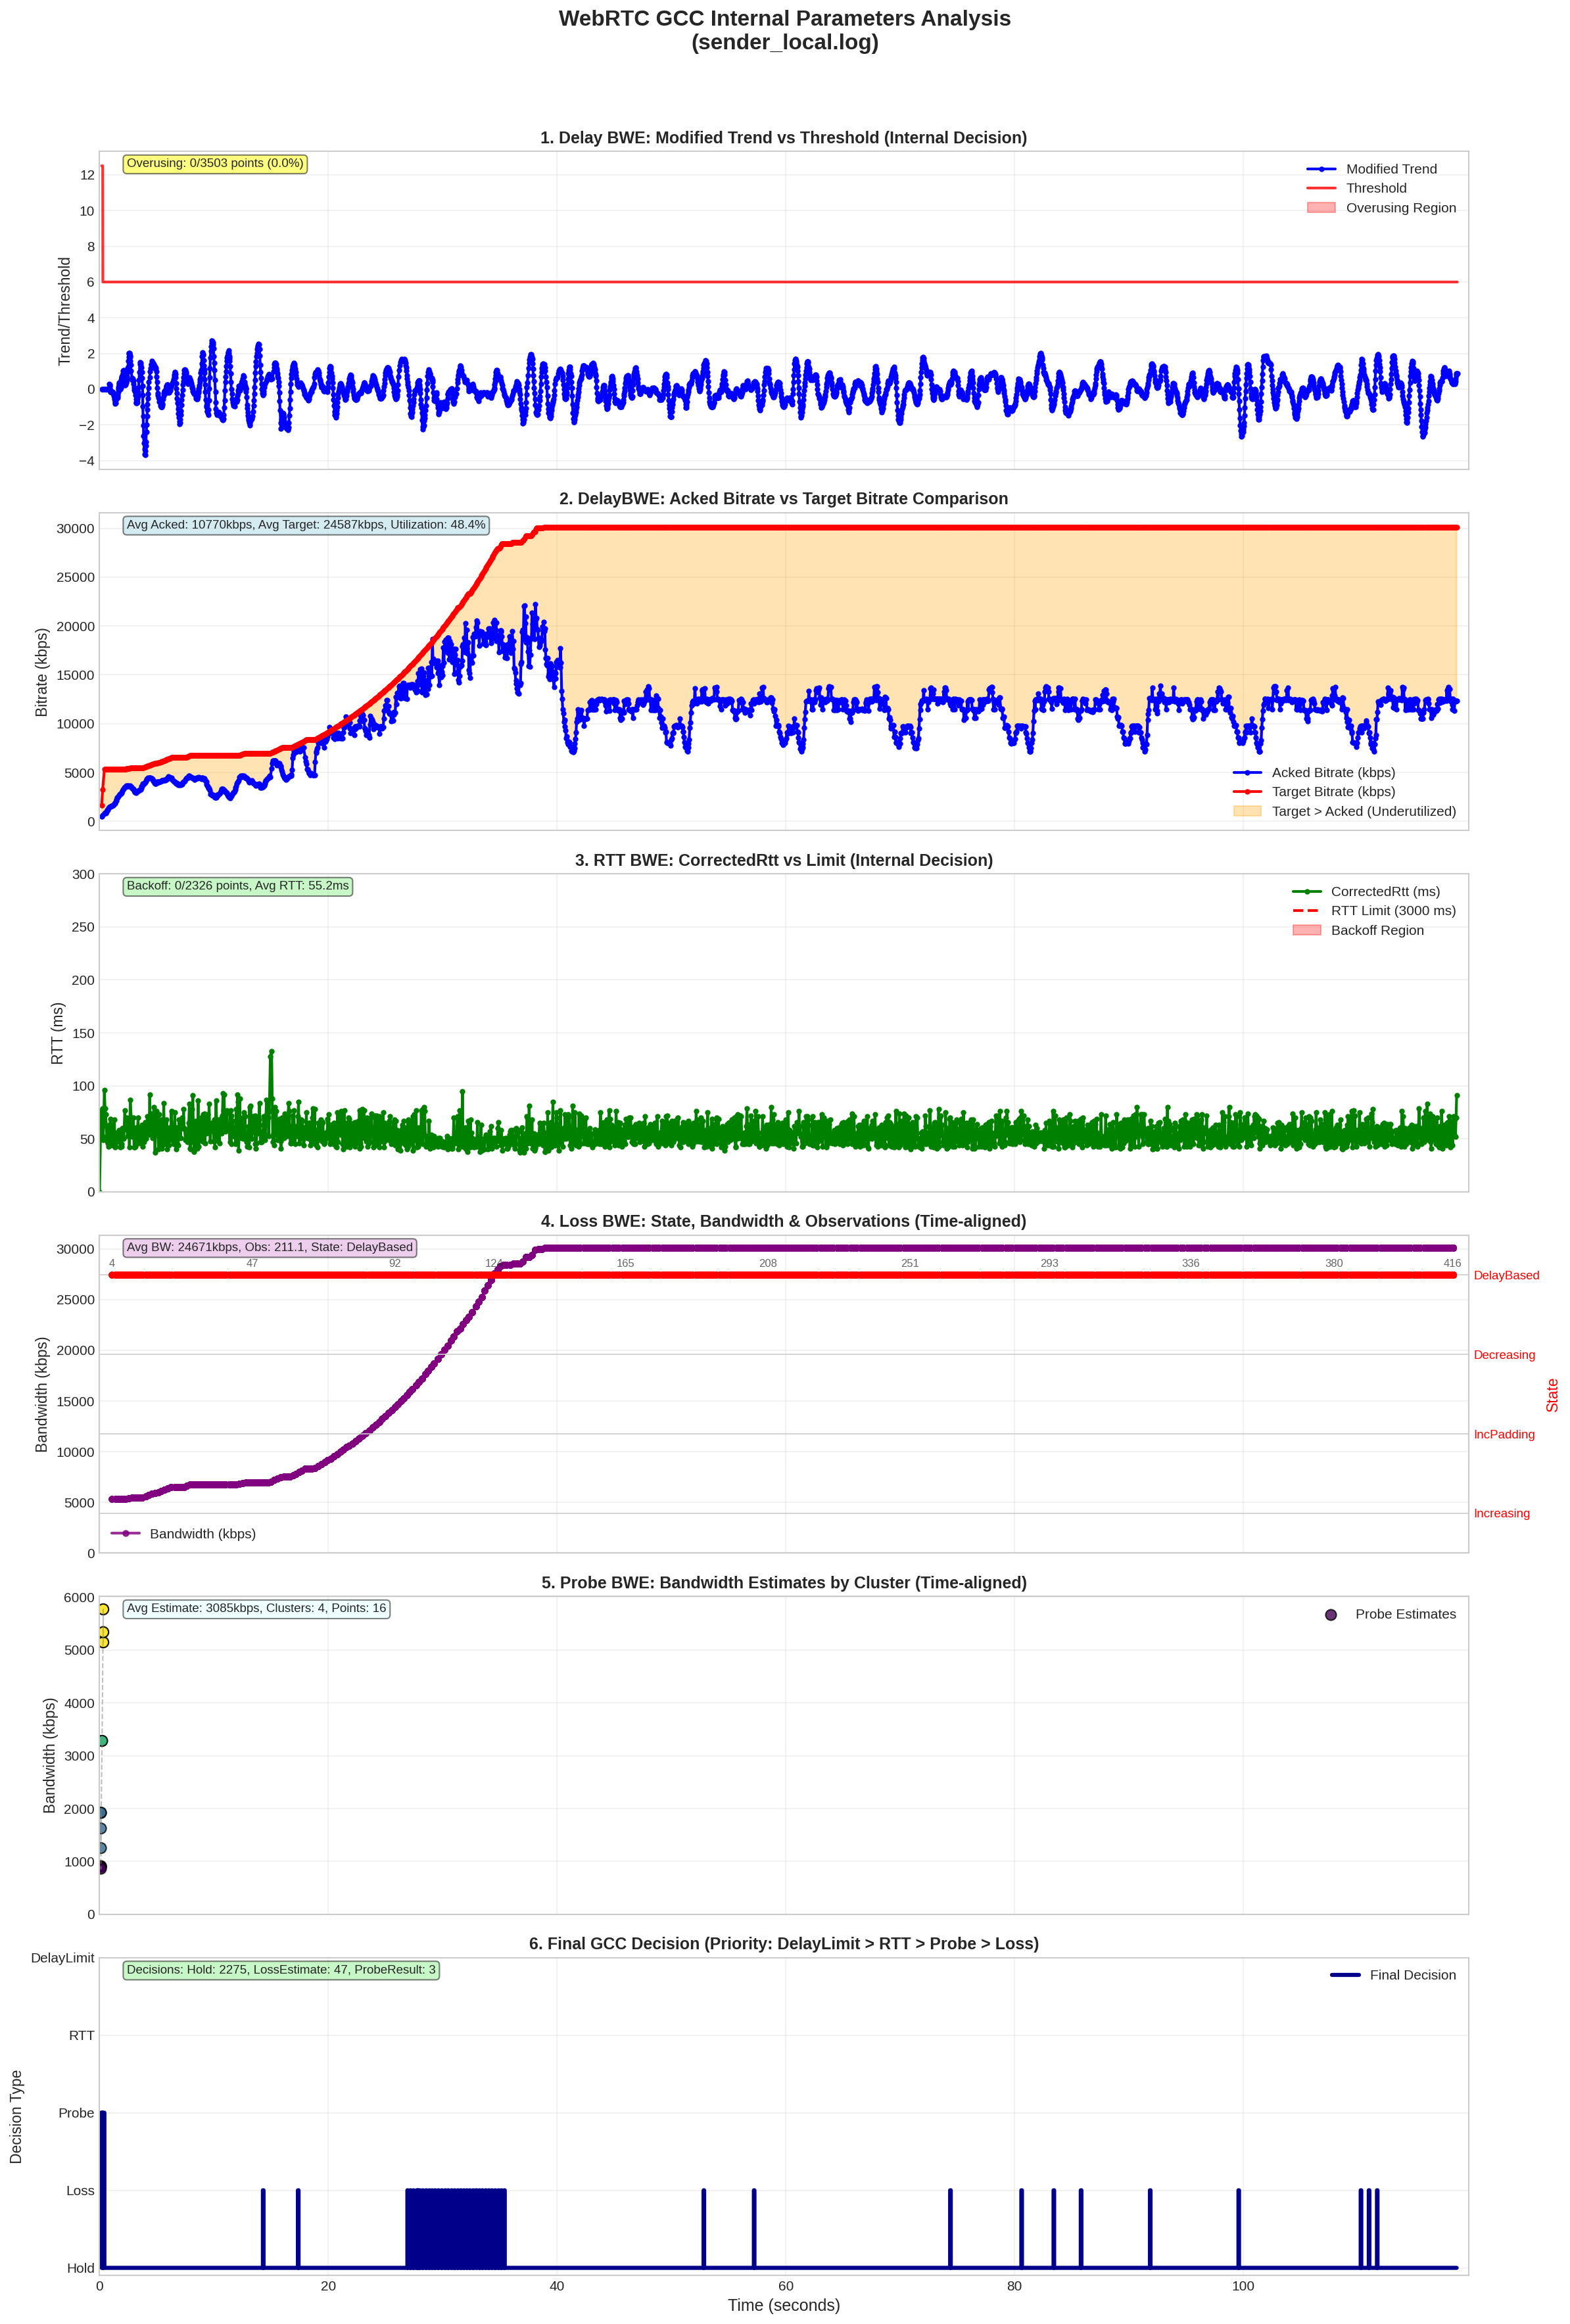 WebRTC GCC Internal Parameters Analysis
(sender_local.log)
1. Delay BWE: Modified Trend vs Threshold (Internal Decision)
Overusing: 0/3503 points (0.0%)
Modified Trend
Threshold
Overusing Region
Trend/Threshold
12
10
8
6
4
2
0
−2
−4
2. DelayBWE: Acked Bitrate vs Target Bitrate Comparison
Avg Acked: 10770kbps, Avg Target: 24587kbps, Utilization: 48.4%
Bitrate (kbps)
30000
25000
20000
15000
10000
5000
0
Acked Bitrate (kbps)
Target Bitrate (kbps)
Target > Acked (Underutilized)
3. RTT BWE: CorrectedRtt vs Limit (Internal Decision)
Backoff: 0/2326 points, Avg RTT: 55.2ms
CorrectedRtt (ms)
RTT Limit (3000 ms)
Backoff Region
RTT (ms)
300
250
200
150
100
50
0
4. Loss BWE: State, Bandwidth & Observations (Time-aligned)
Avg BW: 24671kbps, Obs: 211.1, State: DelayBased
4 47 92 124 165 208 251 293 336 380 416
Bandwidth (kbps)
30000
25000
20000
15000
10000
5000
0
DelayBased
Decreasing
IncPadding
Increasing
State
Bandwidth (kbps)
5. Probe BWE: Bandwidth Estimates by Cluster (Time-aligned)
Avg Estimate: 3085kbps, Clusters: 4, Points: 16
Probe Estimates
Bandwidth (kbps)
6000
5000
4000
3000
2000
1000
0
6. Final GCC Decision (Priority: DelayLimit > RTT > Probe > Loss)
Decisions: Hold: 2275, LossEstimate: 47, ProbeResult: 3
Final Decision
Decision Type
DelayLimit
RTT
Probe
Loss
Hold
0 20 40 60 80 100
Time (seconds)